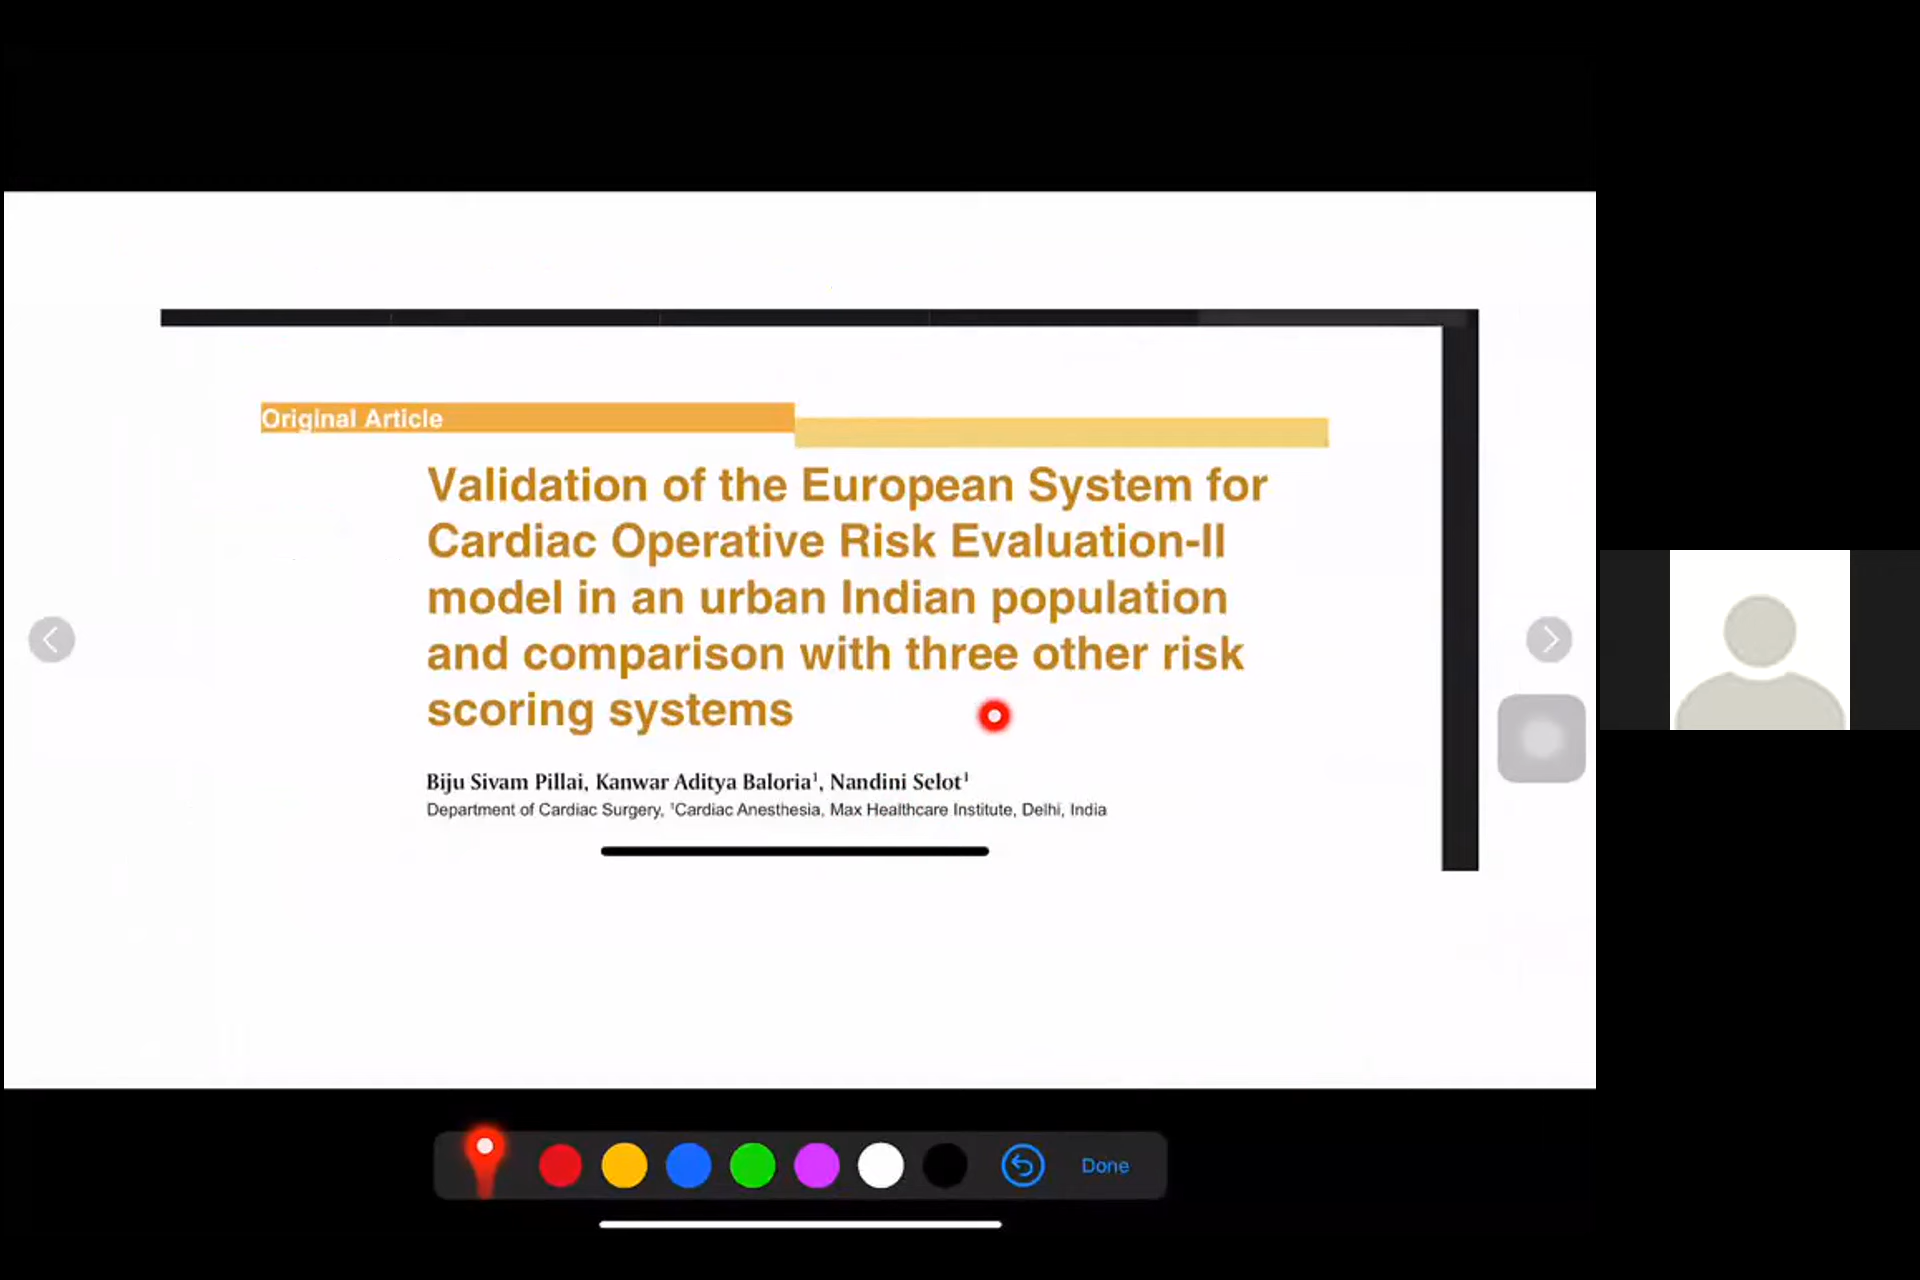 Original Article
Validation of the European System for
Cardiac Operative Risk Evaluation-II
model in an urban Indian population
and comparison with three other risk
scoring systems
Biju Sivam Pillai, Kanwar Aditya Baloria¹, Nandini Selot¹
Department of Cardiac Surgery, ¹Cardiac Anesthesia, Max Healthcare Institute, Delhi, India
Done